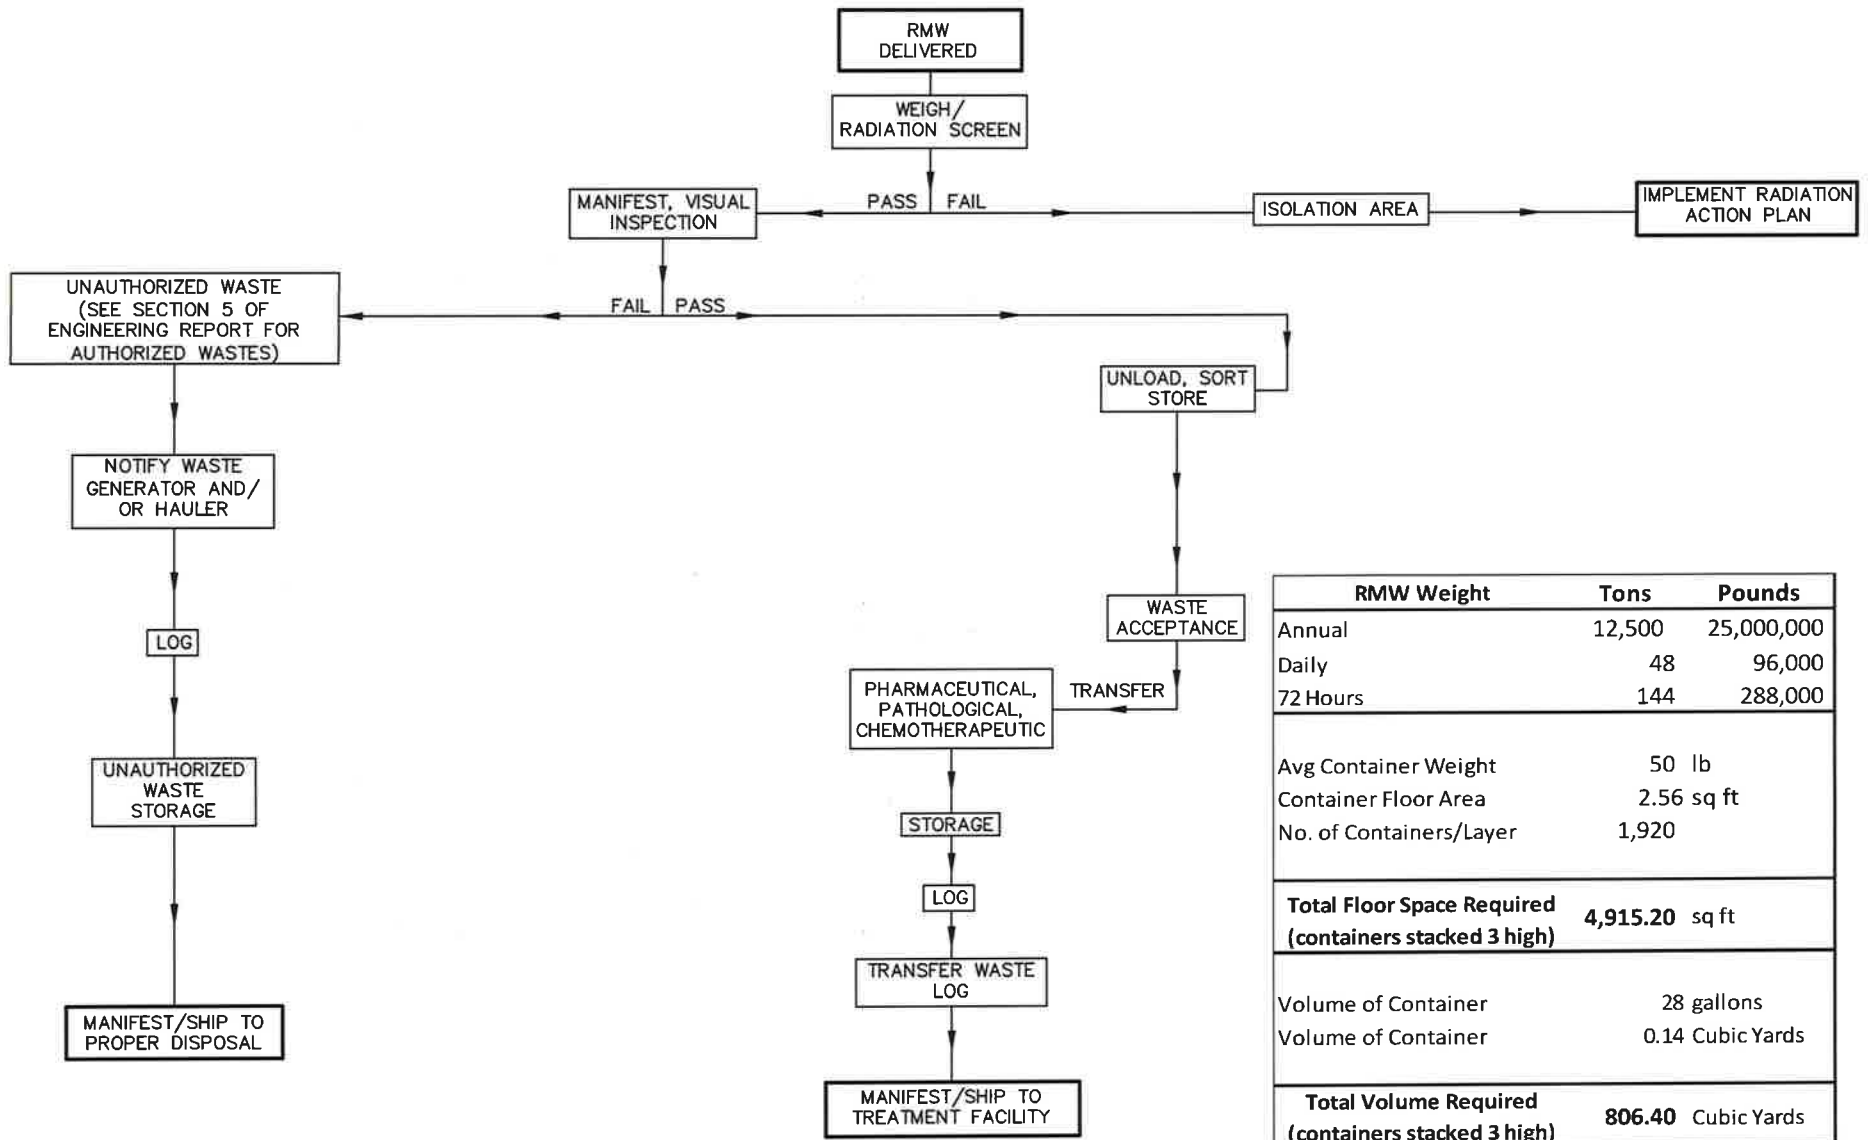 RMW
DELIVERED
WEIGH/
RADIATION SCREEN
PASS
FAIL
MANIFEST, VISUAL
INSPECTION
ISOLATION AREA
IMPLEMENT RADIATION
ACTION PLAN
FAIL
PASS
UNAUTHORIZED WASTE
(SEE SECTION 5 OF
ENGINEERING REPORT FOR
AUTHORIZED WASTES)
NOTIFY WASTE
GENERATOR AND/
OR HAULER
LOG
UNAUTHORIZED
WASTE
STORAGE
MANIFEST/SHIP TO
PROPER DISPOSAL
UNLOAD, SORT
STORE
WASTE
ACCEPTANCE
TRANSFER
PHARMACEUTICAL,
PATHOLOGICAL,
CHEMOTHERAPEUTIC
STORAGE
LOG
TRANSFER WASTE
LOG
MANIFEST/SHIP TO
TREATMENT FACILITY
RMW Weight Tons Pounds
Annual 12,500 25,000,000
Daily 48 96,000
72 Hours 144 288,000
Avg Container Weight 50 lb
Container Floor Area 2.56 sq ft
No. of Containers/Layer 1,920
Total Floor Space Required
(containers stacked 3 high) 4,915.20 sq ft
Volume of Container 28 gallons
Volume of Container 0.14 Cubic Yards
Total Volume Required
(containers stacked 3 high) 806.40 Cubic Yards